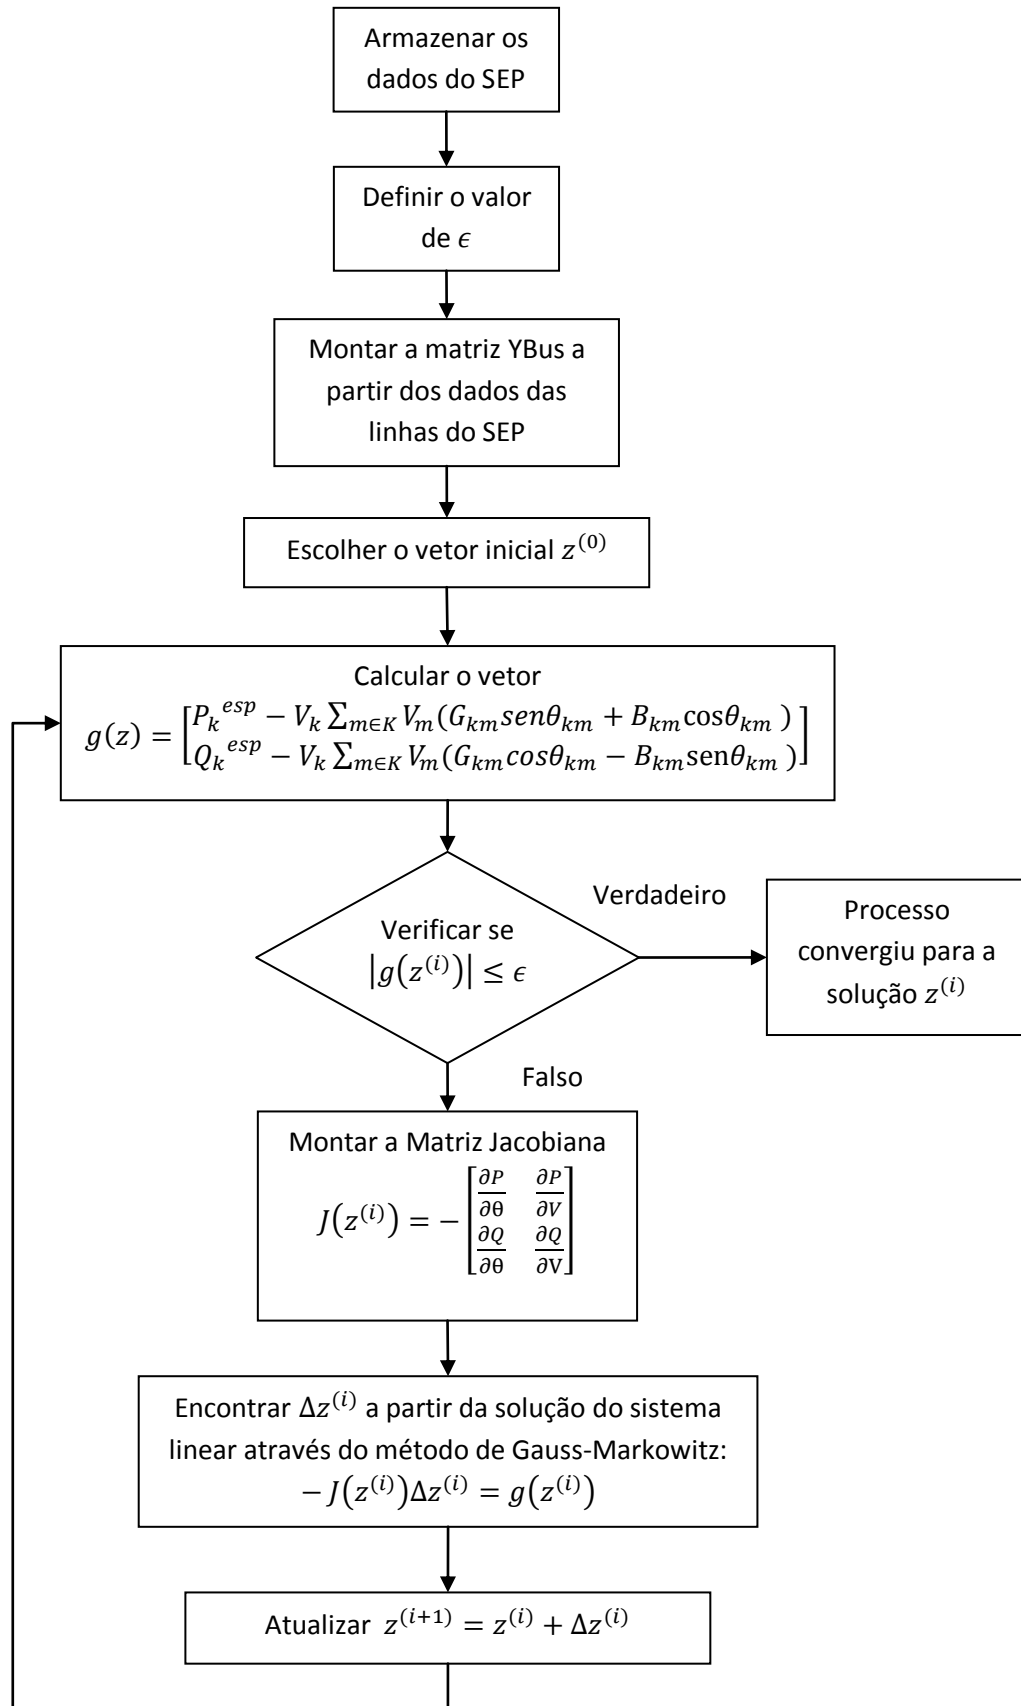 Armazenar os
dados do SEP
Definir o valor
de ϵ
Montar a matriz YBus a
partir dos dados das
linhas do SEP
Escolher o vetor inicial z^(0)
Calcular o vetor
g(z) = [P_k^esp − V_k ∑_{m∈K} V_m(G_km senθ_km + B_km cosθ_km )
Q_k^esp − V_k ∑_{m∈K} V_m(G_km cosθ_km − B_km senθ_km )]
Verificar se
|g(z^(i))| ≤ ϵ
Verdadeiro
Processo
convergiu para a
solução z^(i)
Falso
Montar a Matriz Jacobiana
J(z^(i)) = − [∂P/∂θ ∂P/∂V
∂Q/∂θ ∂Q/∂V]
Encontrar Δz^(i) a partir da solução do sistema
linear através do método de Gauss-Markowitz:
− J(z^(i))Δz^(i) = g(z^(i))
Atualizar z^(i+1) = z^(i) + Δz^(i)